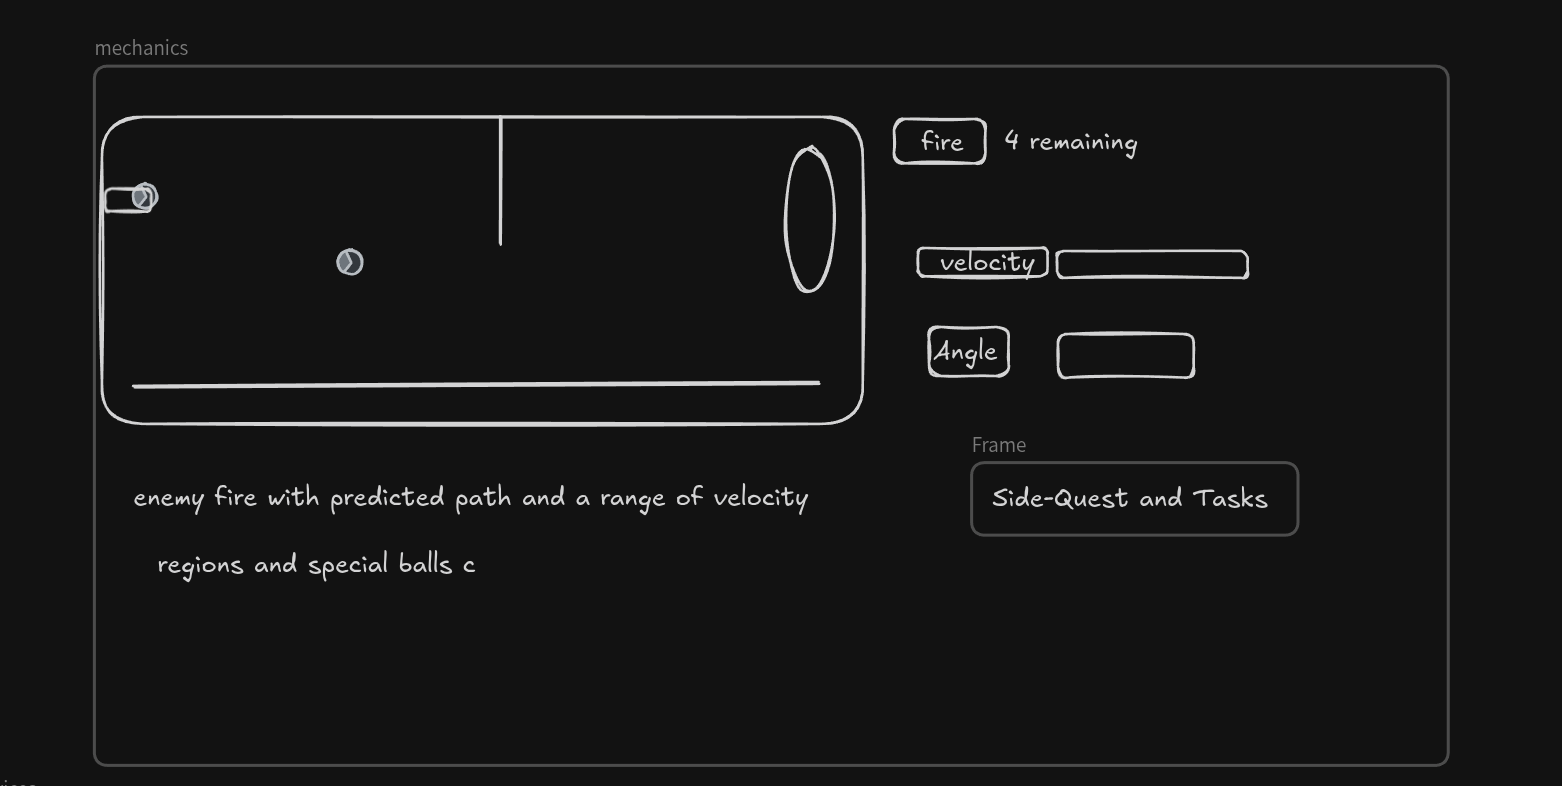 mechanics
fire 4 remaining
velocity
Angle
Frame
Side-Quest and Tasks
enemy fire with predicted path and a range of velocity
regions and special balls c